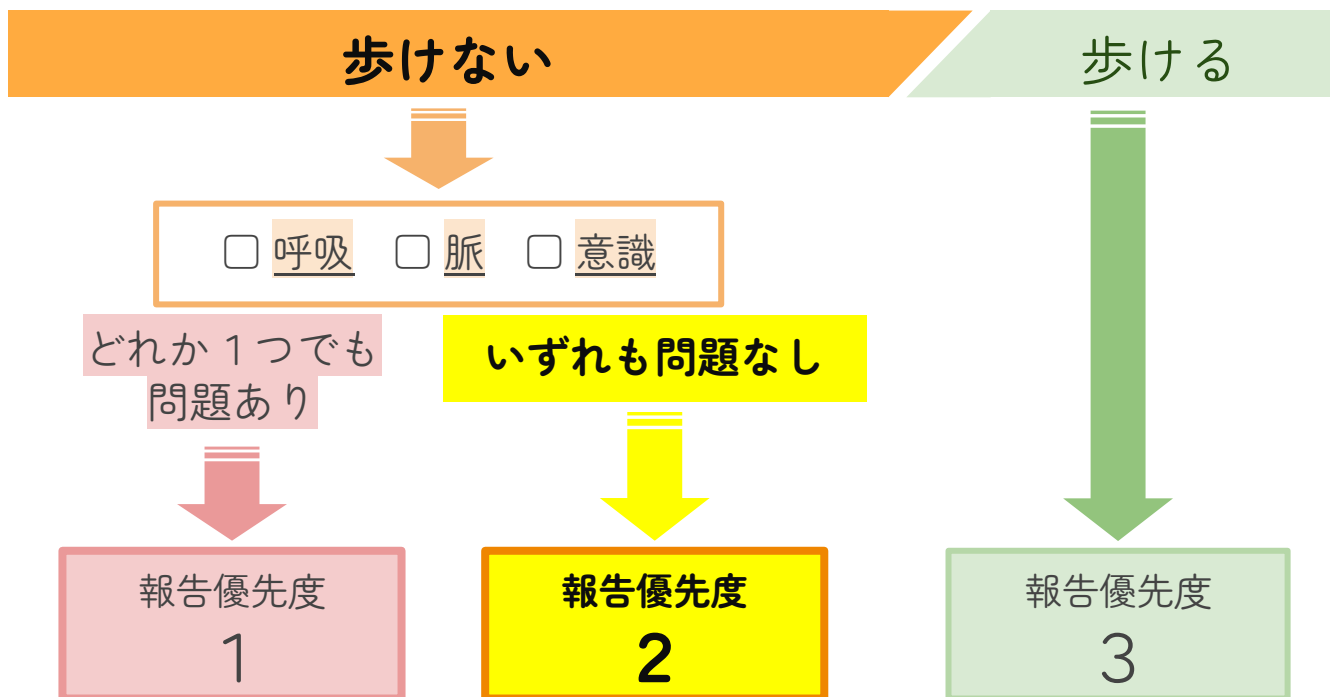 歩けない
歩ける
呼吸 脈 意識
どれか１つでも
問題あり
いずれも問題なし
報告優先度
1
報告優先度
2
報告優先度
3